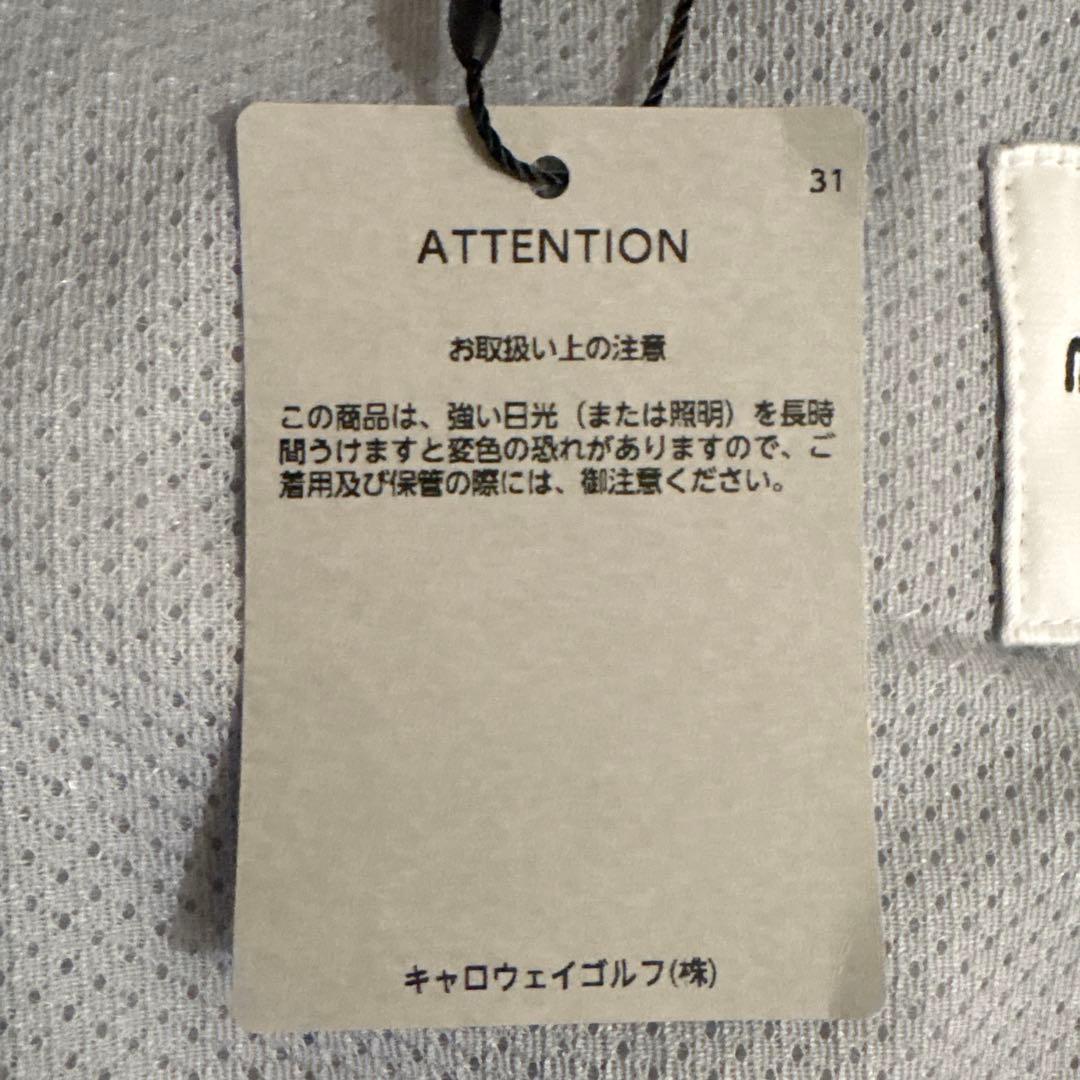 31
ATTENTION
お取扱い上の注意
この商品は、強い日光（または照明）を長時
間うけますと変色の恐れがありますので、ご
着用及び保管の際には、御注意ください。
キャロウェイゴルフ(株)